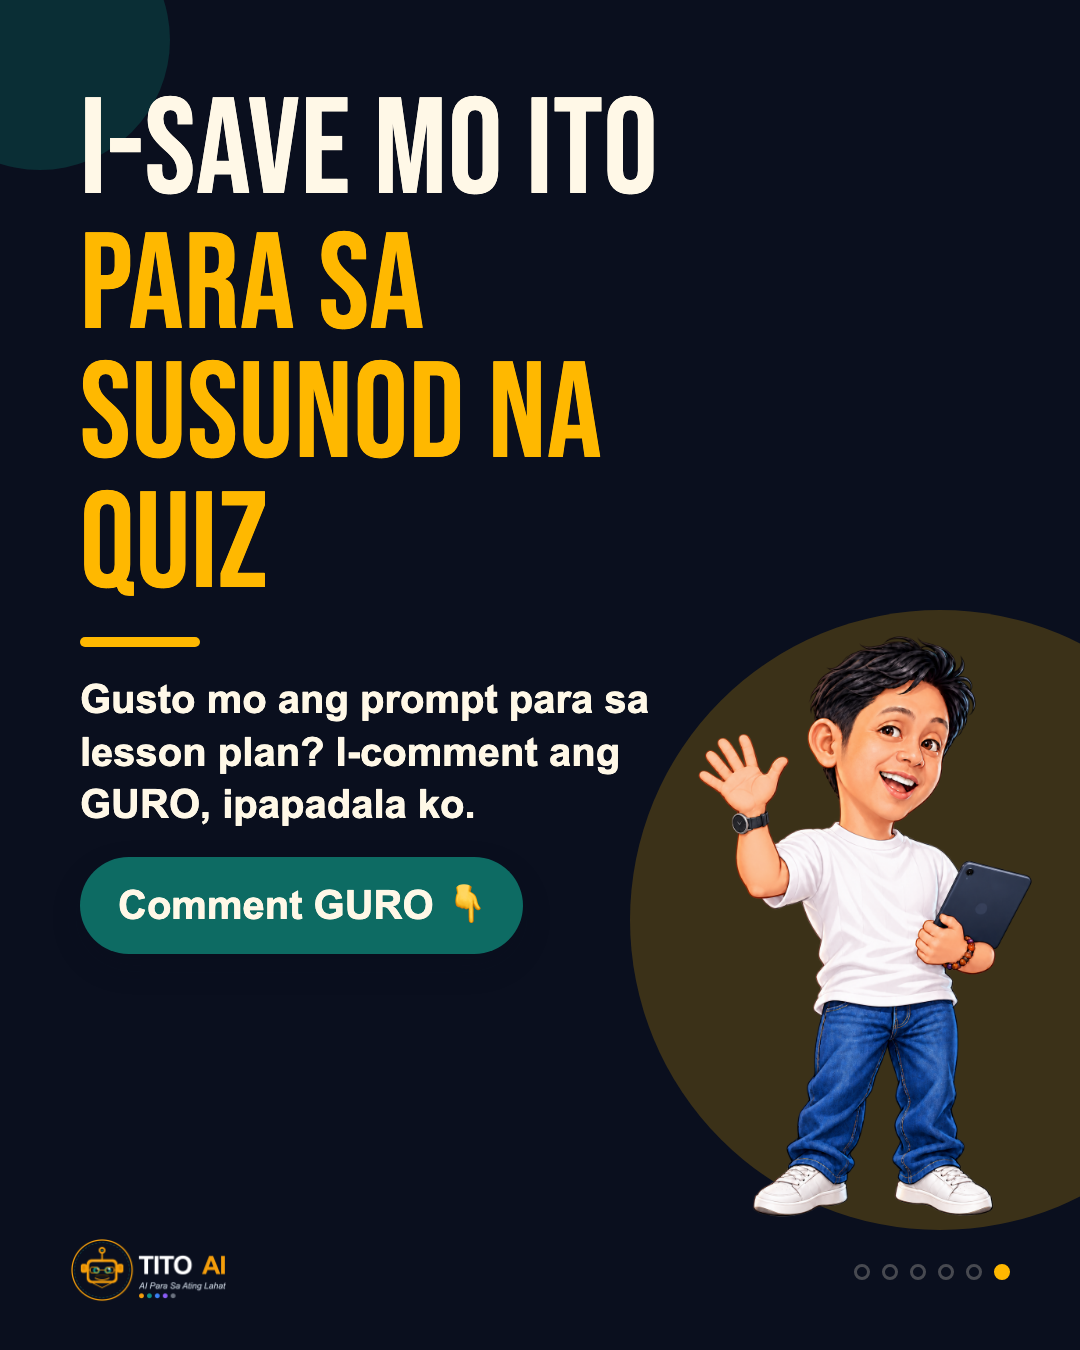 I-SAVE MO ITO
PARA SA
SUSUNOD NA
QUIZ
Gusto mo ang prompt para sa
lesson plan? I-comment ang
GURO, ipapadala ko.
Comment GURO 👇
TITO AI
AI Para Sa Ating Lahat